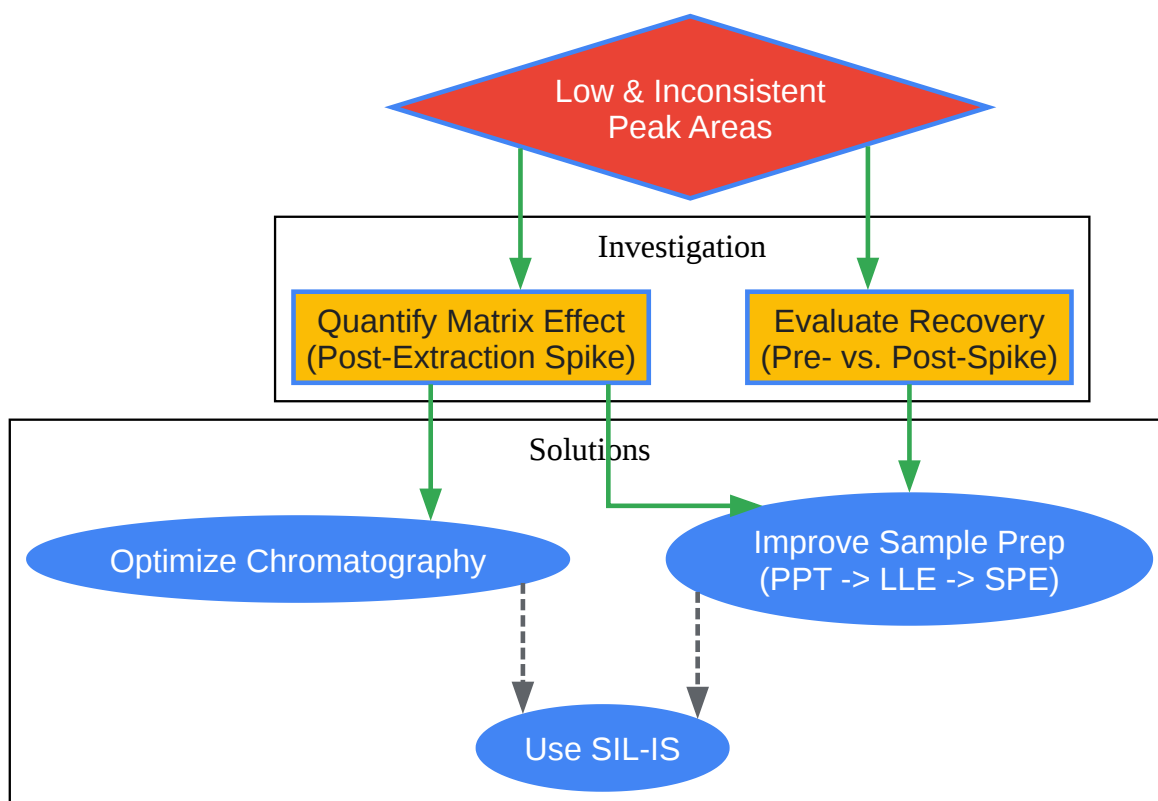 Low & Inconsistent
Peak Areas
Investigation
Quantify Matrix Effect
(Post-Extraction Spike)
Evaluate Recovery
(Pre- vs. Post-Spike)
Solutions
Optimize Chromatography
Improve Sample Prep
(PPT -> LLE -> SPE)
Use SIL-IS